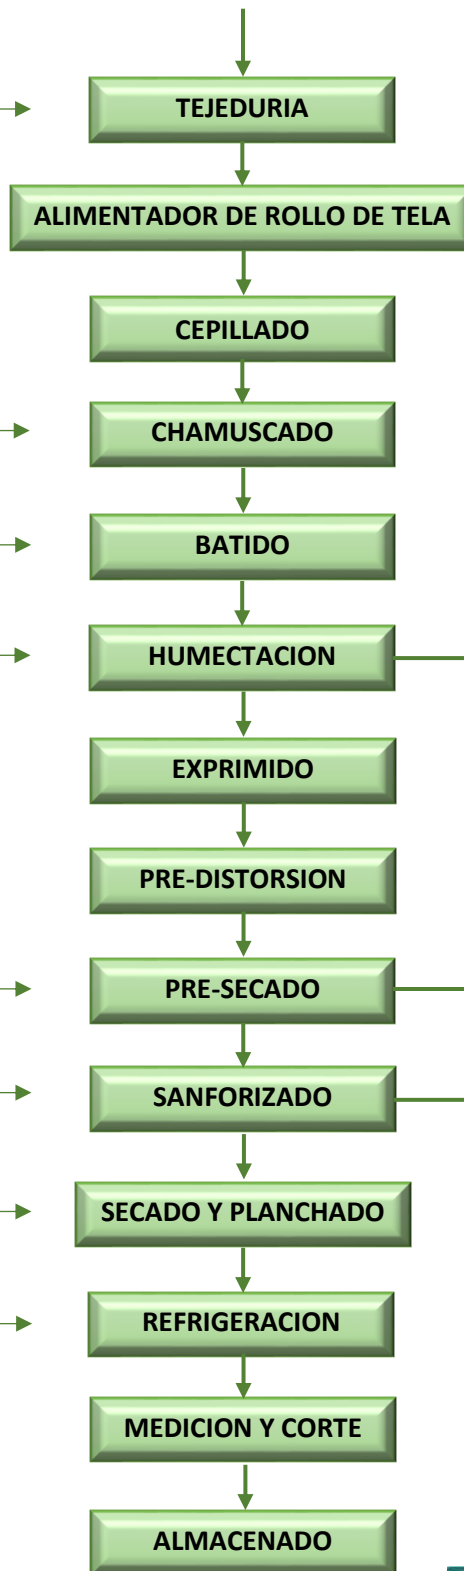 TEJEDURIA
ALIMENTADOR DE ROLLO DE TELA
CEPILLADO
CHAMUSCADO
BATIDO
HUMECTACION
EXPRIMIDO
PRE-DISTORSION
PRE-SECADO
SANFORIZADO
SECADO Y PLANCHADO
REFRIGERACION
MEDICION Y CORTE
ALMACENADO